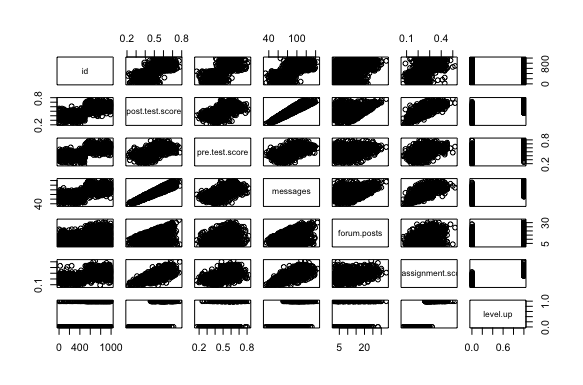 0.2 0.5 0.8
40 100
0.1 0.4
id
0 800
0.2 0.8
post.test.score
pre.test.score
0.2 0.8
40
messages
forum.posts
5 30
0.1
assignment.sc
level.up
0.0 1.0
0 400 1000
0.2 0.5 0.8
5 20
0.0 0.6